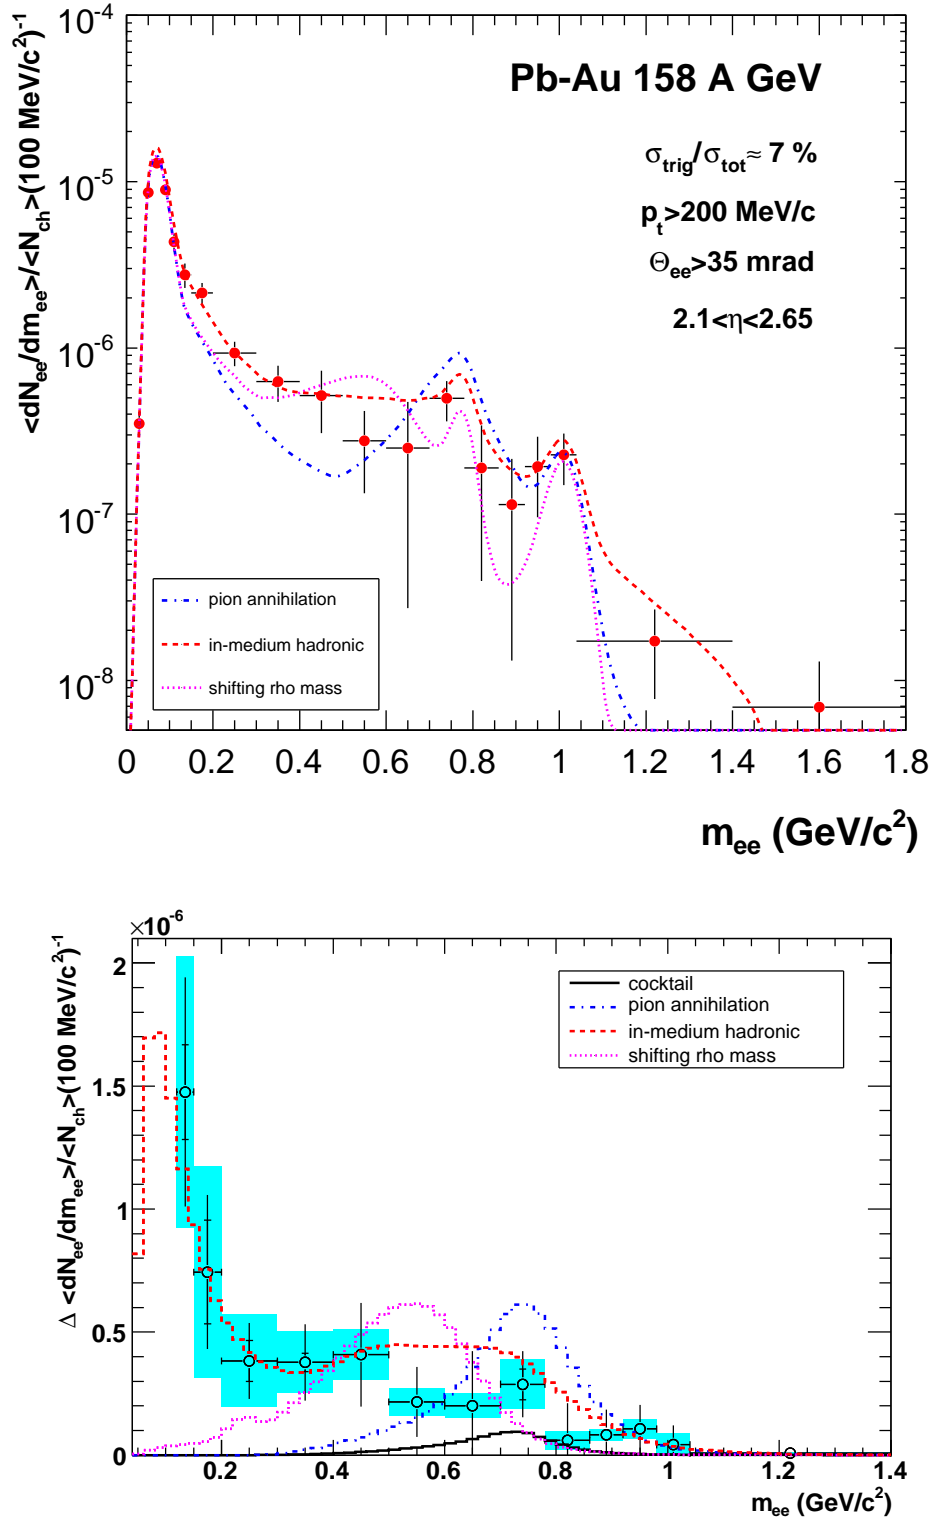 <dN_ee/dm_ee>/<N_ch>(100 MeV/c²)⁻¹
10⁻⁴
10⁻⁵
10⁻⁶
10⁻⁷
10⁻⁸
Pb-Au 158 A GeV
σ_trig/σ_tot≈ 7 %
p_t>200 MeV/c
Θ_ee>35 mrad
2.1<η<2.65
pion annihilation
in-medium hadronic
shifting rho mass
0 0.2 0.4 0.6 0.8 1 1.2 1.4 1.6 1.8
m_ee (GeV/c²)
×10⁻⁶
Δ <dN_ee/dm_ee>/<N_ch>(100 MeV/c²)⁻¹
2
1.5
1
0.5
0
cocktail
pion annihilation
in-medium hadronic
shifting rho mass
0.2 0.4 0.6 0.8 1 1.2 1.4
m_ee (GeV/c²)